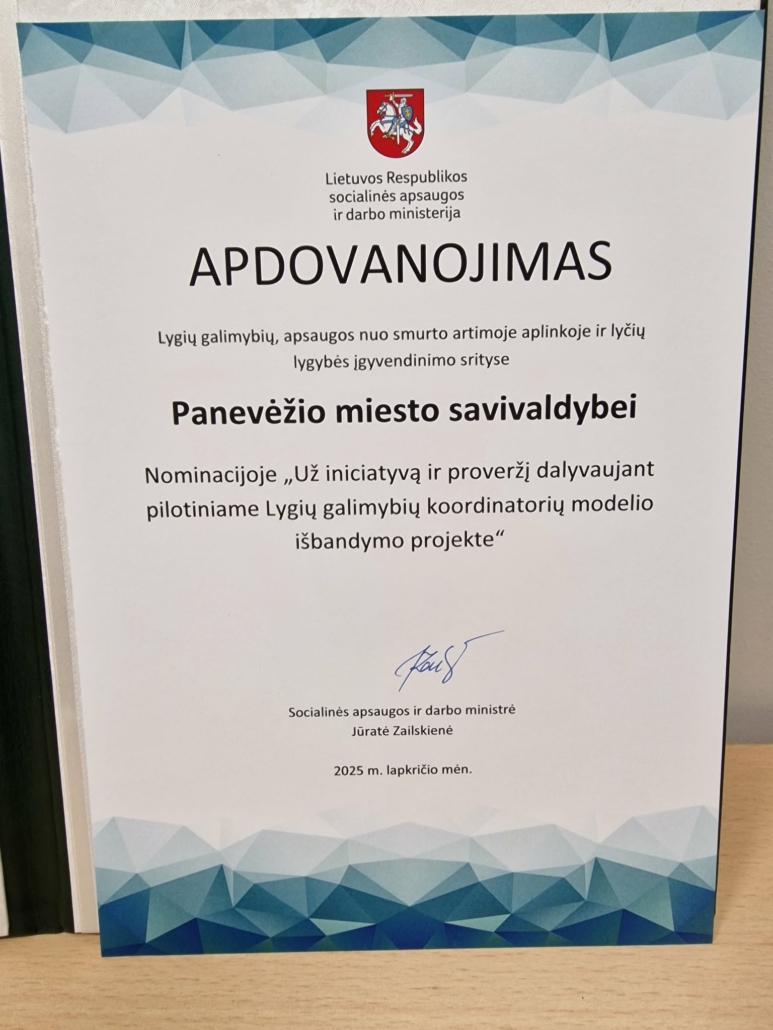 Lietuvos Respublikos
socialinės apsaugos
ir darbo ministerija
APDOVANOJIMAS
Lygių galimybių, apsaugos nuo smurto artimoje aplinkoje ir lyčių
lygybės įgyvendinimo srityse
Panevėžio miesto savivaldybei
Nominacijoje „Už iniciatyvą ir proveržį dalyvaujant
pilotiniame Lygių galimybių koordinatorių modelio
išbandymo projekte“
Socialinės apsaugos ir darbo ministrė
Jūratė Zailskienė
2025 m. lapkričio mėn.